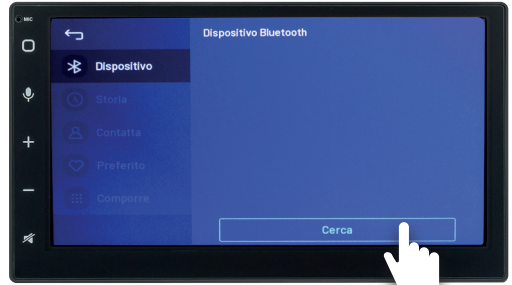 MIC
Dispositivo Bluetooth
Dispositivo
Storia
Contatta
Preferito
Comporre
Cerca